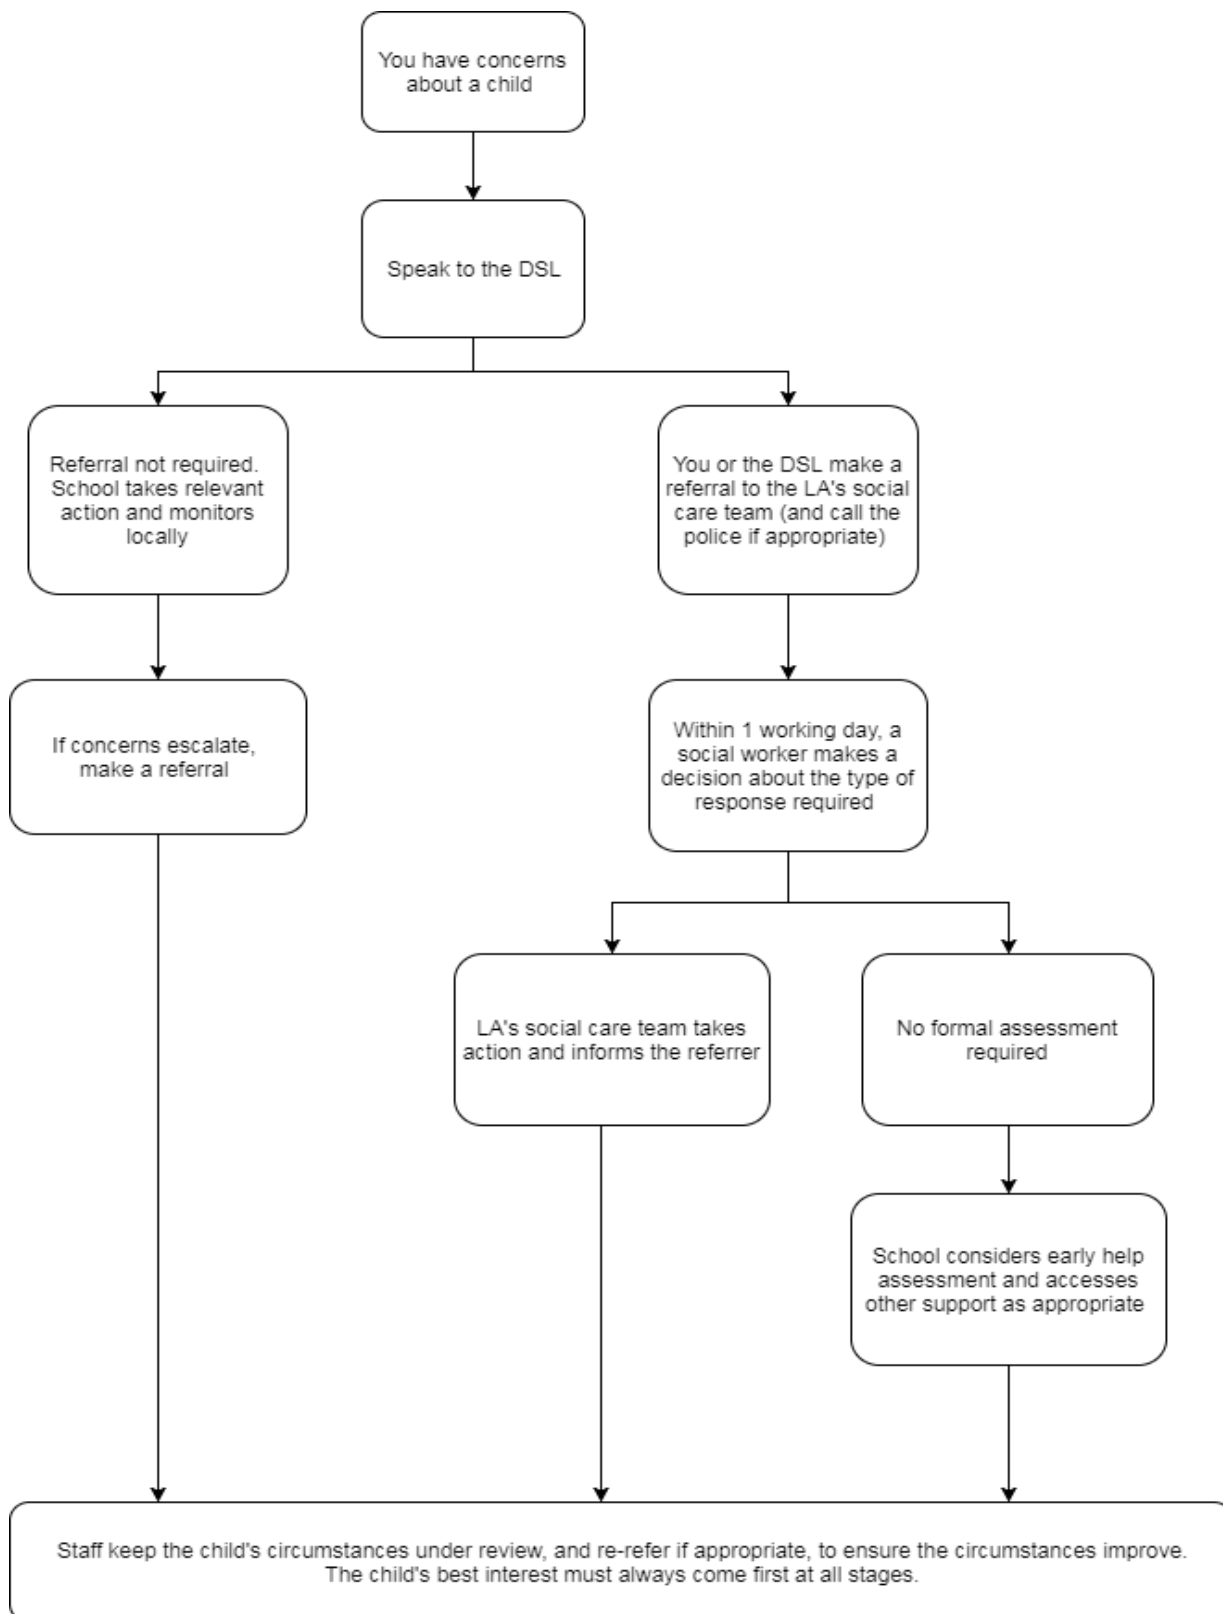 You have concerns
about a child
Speak to the DSL
Referral not required.
School takes relevant
action and monitors
locally
You or the DSL make a
referral to the LA's social
care team (and call the
police if appropriate)
If concerns escalate,
make a referral
Within 1 working day, a
social worker makes a
decision about the type of
response required
LA's social care team takes
action and informs the referrer
No formal assessment
required
School considers early help
assessment and accesses
other support as appropriate
Staff keep the child's circumstances under review, and re-refer if appropriate, to ensure the circumstances improve.
The child's best interest must always come first at all stages.